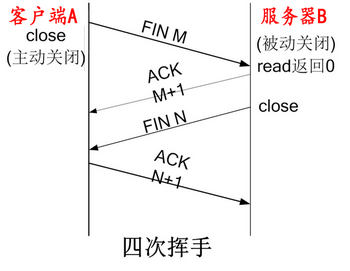 客户端A
close
(主动关闭)
服务器B
(被动关闭)
read返回0
FIN M
ACK
M+1
close
FIN N
ACK
N+1
四次挥手